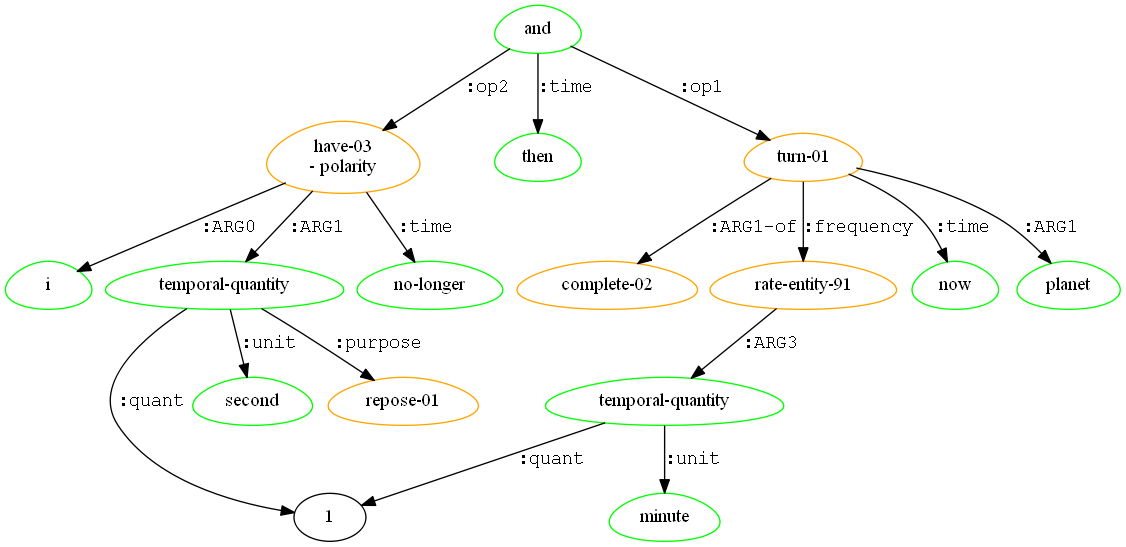 and
:op2
:time
:op1
have-03
- polarity
then
turn-01
:ARG0
:ARG1
:time
:ARG1-of
:frequency
:time
:ARG1
i
temporal-quantity
no-longer
complete-02
rate-entity-91
now
planet
:unit
:purpose
:ARG3
:quant
second
repose-01
temporal-quantity
:quant
:unit
1
minute